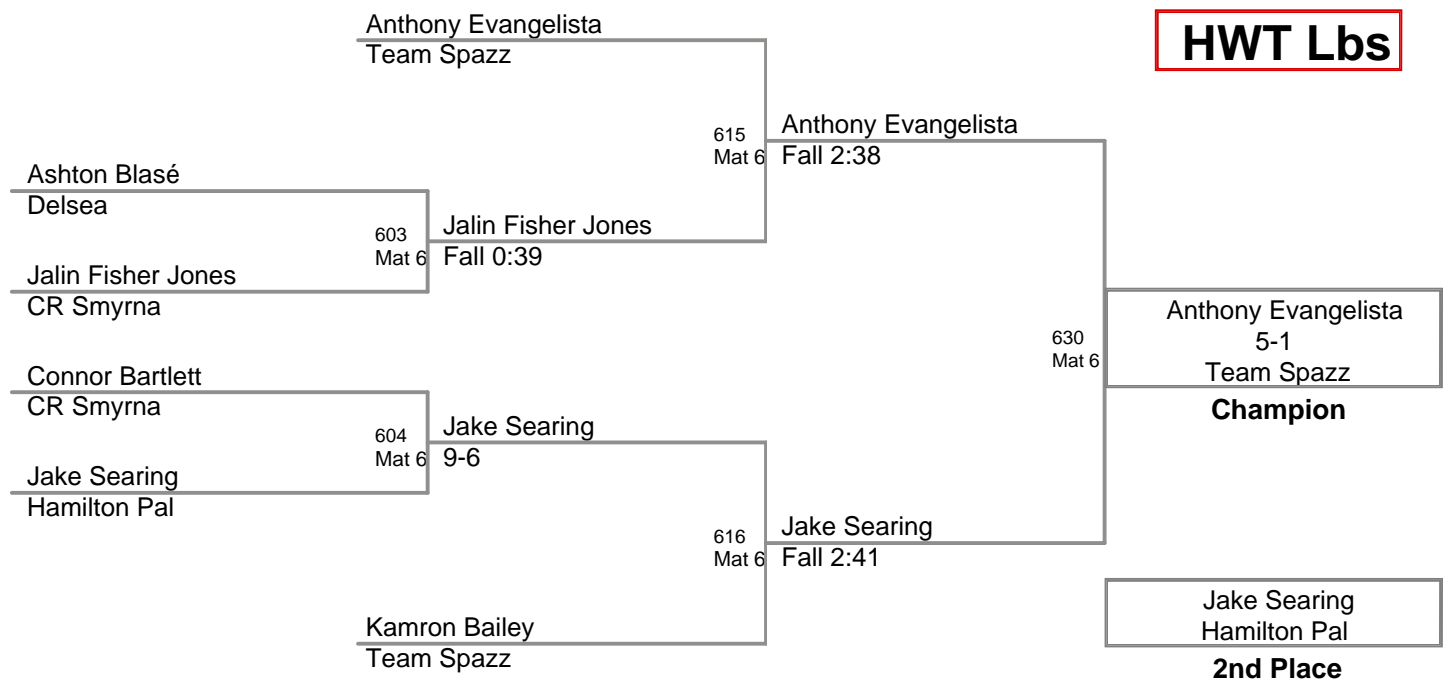 Anthony Evangelista
Team Spazz
HWT Lbs
615
Mat 6
Anthony Evangelista
Fall 2:38
Ashton Blasé
Delsea
603
Mat 6
Jalin Fisher Jones
Fall 0:39
Jalin Fisher Jones
CR Smyrna
630
Mat 6
Anthony Evangelista
5-1
Team Spazz
Champion
Connor Bartlett
CR Smyrna
604
Mat 6
Jake Searing
9-6
Jake Searing
Hamilton Pal
616
Mat 6
Jake Searing
Fall 2:41
Kamron Bailey
Team Spazz
Jake Searing
Hamilton Pal
2nd Place